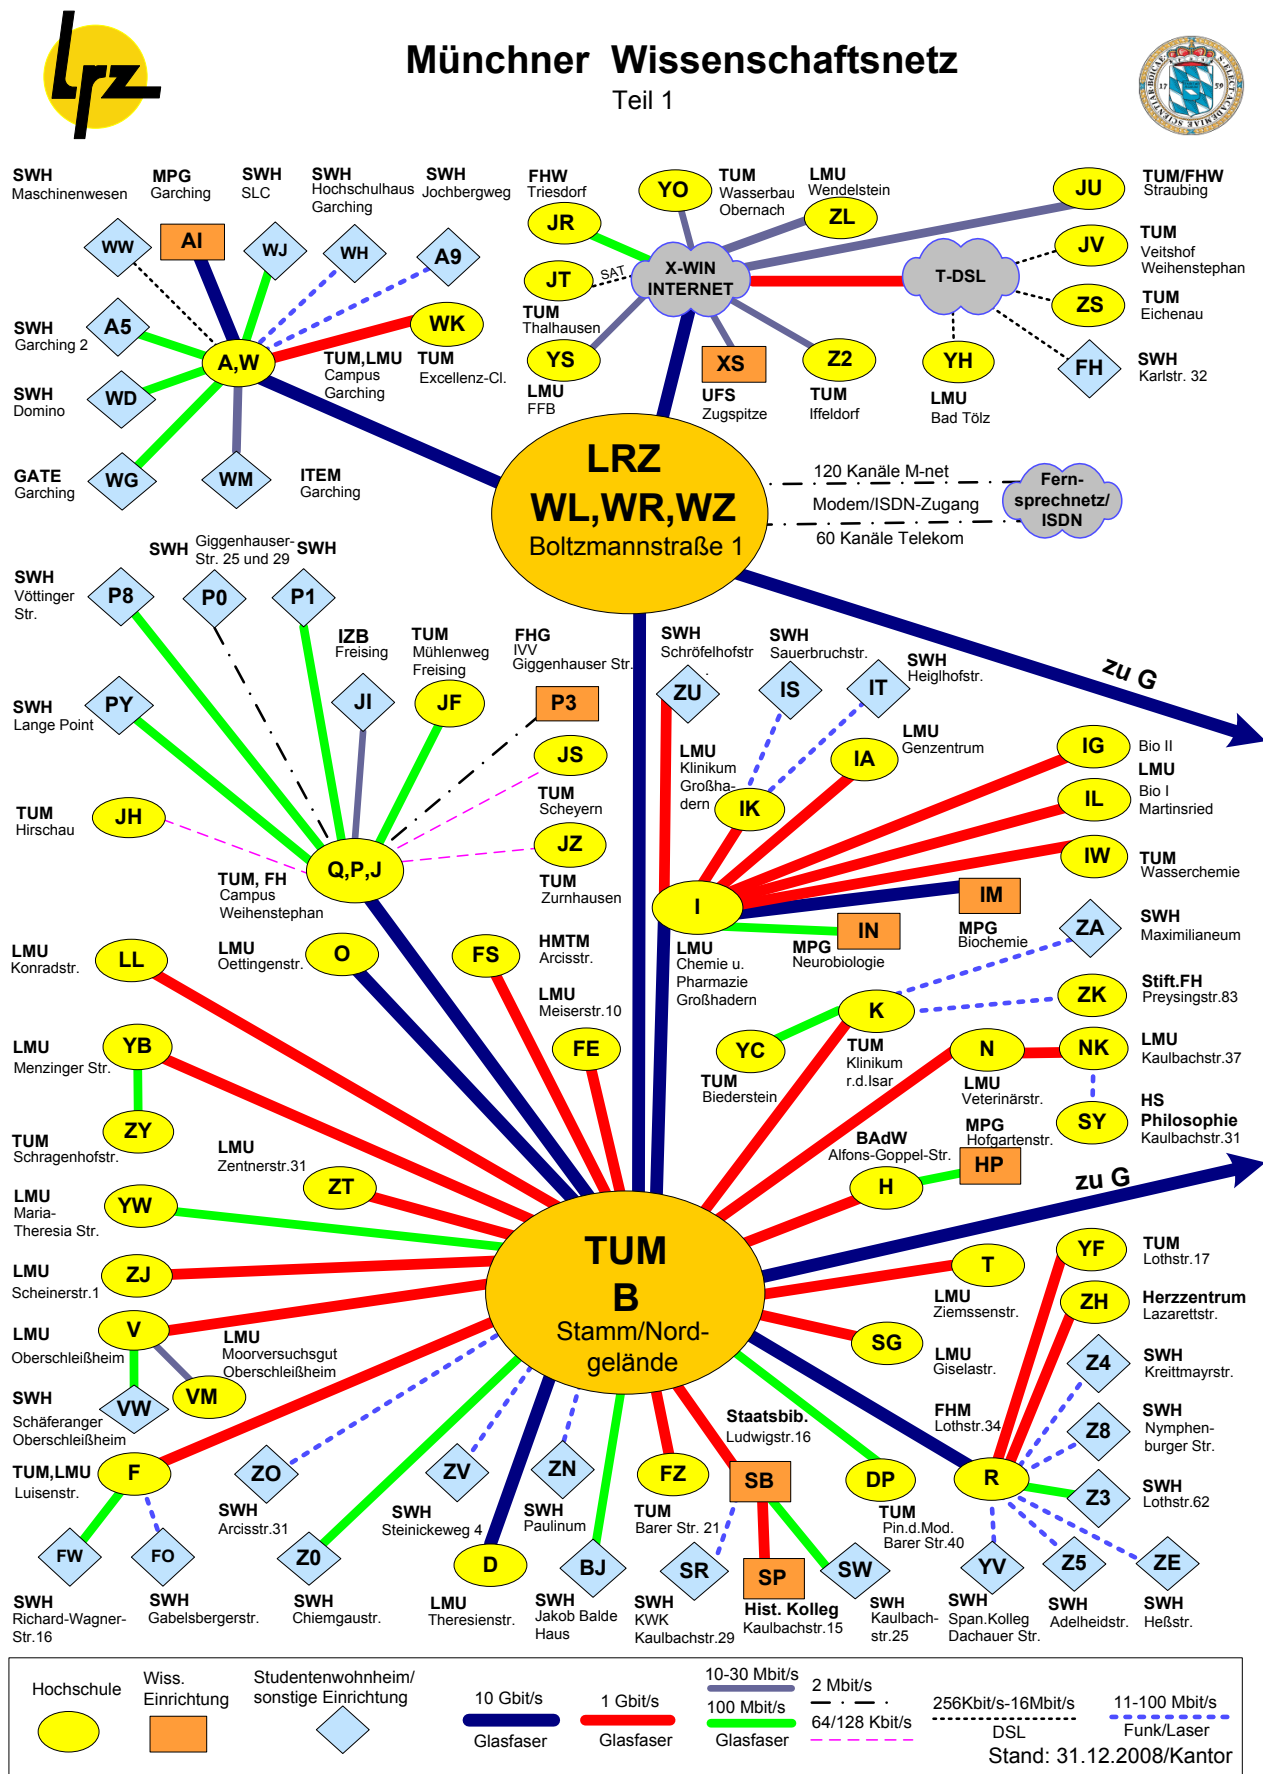 lrz
Münchner Wissenschaftsnetz
Teil 1
SWH
Maschinenwesen
MPG
Garching
SWH
SLC
SWH
Hochschulhaus
Garching
SWH
Jochbergweg
FHW
Triesdorf
TUM
Wasserbau
Obernach
LMU
Wendelstein
TUM/FHW
Straubing
WW
AI
WJ
WH
A9
JR
YO
ZL
JU
JV
TUM
Veitshof
Weihenstephan
X-WIN
INTERNET
T-DSL
JT
SAT
TUM
Thalhausen
ZS
TUM
Eichenau
SWH
Garching 2
A5
A,W
WK
TUM,LMU
Campus
Garching
TUM
Excellenz-Cl.
YS
LMU
FFB
XS
UFS
Zugspitze
Z2
TUM
Iffeldorf
YH
LMU
Bad Tölz
FH
SWH
Karlstr. 32
SWH
Domino
WD
GATE
Garching
WG
WM
ITEM
Garching
LRZ
WL,WR,WZ
Boltzmannstraße 1
120 Kanäle M-net
Modem/ISDN-Zugang
60 Kanäle Telekom
Fern-
sprechnetz/
ISDN
SWH
Giggenhauser-
Str. 25 und 29
SWH
SWH
Vöttinger
Str.
P8
P0
P1
IZB
Freising
TUM
Mühlenweg
Freising
FHG
IVV
Giggenhauser Str.
SWH
Schröfelhofstr
.
SWH
Sauerbruchstr.
SWH
Heiglhofstr.
zu G
SWH
Lange Point
PY
JI
JF
P3
ZU
IS
IT
JS
TUM
Scheyern
LMU
Klinikum
Großha-
dern
IK
IA
LMU
Genzentrum
IG
Bio II
LMU
Bio I
Martinsried
IL
TUM
Hirschau
JH
Q,P,J
TUM, FH
Campus
Weihenstephan
JZ
TUM
Zurnhausen
IW
TUM
Wasserchemie
I
LMU
Chemie u.
Pharmazie
Großhadern
IN
MPG
Neurobiologie
IM
MPG
Biochemie
ZA
SWH
Maximilianeum
LMU
Konradstr.
LL
LMU
Oettingenstr.
O
FS
HMTM
Arcisstr.
LMU
Meiserstr.10
FE
K
TUM
Klinikum
r.d.Isar
ZK
Stift.FH
Preysingstr.83
LMU
Menzinger Str.
YB
YC
TUM
Biederstein
N
LMU
Veterinärstr.
NK
LMU
Kaulbachstr.37
TUM
Schragenhofstr.
ZY
SY
HS
Philosophie
Kaulbachstr.31
LMU
Zentnerstr.31
ZT
BAdW
Alfons-Goppel-Str.
H
MPG
Hofgartenstr.
HP
zu G
LMU
Maria-
Theresia Str.
YW
TUM
B
Stamm/Nord-
gelände
LMU
Scheinerstr.1
ZJ
T
LMU
Ziemssenstr.
YF
TUM
Lothstr.17
ZH
Herzzentrum
Lazarettstr.
LMU
Oberschleißheim
V
LMU
Moorversuchsgut
Oberschleißheim
VM
VW
SWH
Schäferanger
Oberschleißheim
SG
LMU
Giselastr.
Z4
SWH
Kreittmayrstr.
FHM
Lothstr.34
Z8
SWH
Nymphen-
burger Str.
Staatsbib.
Ludwigstr.16
TUM,LMU
Luisenstr.
F
ZO
SWH
Arcisstr.31
ZV
SWH
Steinickeweg 4
ZN
SWH
Paulinum
FZ
TUM
Barer Str. 21
SB
DP
TUM
Pin.d.Mod.
Barer Str.40
R
Z3
SWH
Lothstr.62
FW
SWH
Richard-Wagner-
Str.16
FO
SWH
Gabelsbergerstr.
Z0
SWH
Chiemgaustr.
D
LMU
Theresienstr.
BJ
SWH
Jakob Balde
Haus
SR
SWH
KWK
Kaulbachstr.29
SP
Hist. Kolleg
Kaulbachstr.15
SW
SWH
Kaulbach-
str.25
YV
SWH
Span.Kolleg
Dachauer Str.
Z5
SWH
Adelheidstr.
ZE
SWH
Heßstr.
Hochschule
Wiss.
Einrichtung
Studentenwohnheim/
sonstige Einrichtung
10 Gbit/s
Glasfaser
1 Gbit/s
Glasfaser
10-30 Mbit/s
100 Mbit/s
Glasfaser
2 Mbit/s
64/128 Kbit/s
256Kbit/s-16Mbit/s
DSL
11-100 Mbit/s
Funk/Laser
Stand: 31.12.2008/Kantor